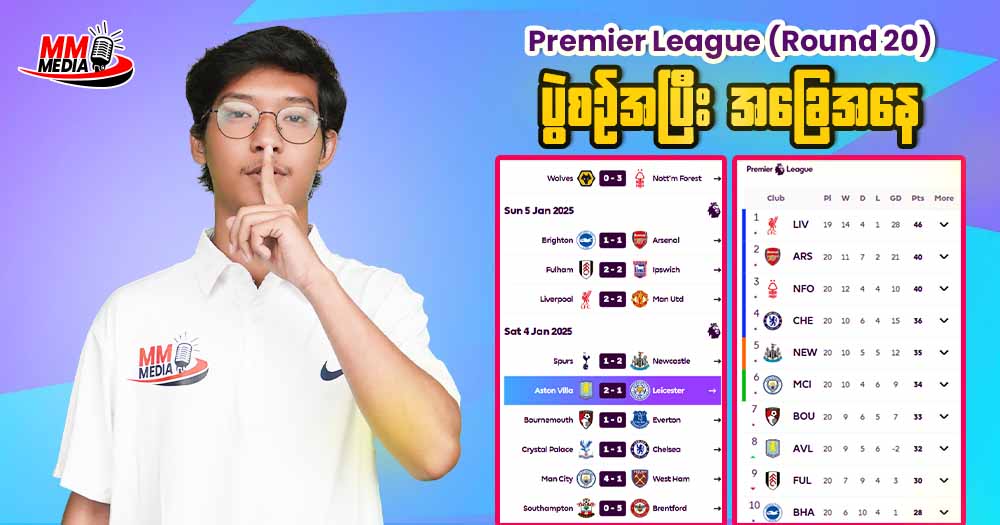 MM
MEDIA
Premier League (Round 20)
ပွဲစဉ်အပြီး အခြေအနေ
MM
MEDIA
Wolves 0 - 3 Nott'm Forest
Sun 5 Jan 2025
Brighton 1 - 1 Arsenal
Fulham 2 - 2 Ipswich
Liverpool 2 - 2 Man Utd
Sat 4 Jan 2025
Spurs 1 - 2 Newcastle
Aston Villa 2 - 1 Leicester
Bournemouth 1 - 0 Everton
Crystal Palace 1 - 1 Chelsea
Man City 4 - 1 West Ham
Southampton 0 - 5 Brentford
Premier League
Club Pl W D L GD Pts More
1 LIV 19 14 4 1 28 46
2 ARS 20 11 7 2 21 40
3 NFO 20 12 4 4 10 40
4 CHE 20 10 6 4 15 36
5 NEW 20 10 5 5 12 35
6 MCI 20 10 4 6 9 34
7 BOU 20 9 6 5 7 33
8 AVL 20 9 5 6 -2 32
9 FUL 20 7 9 4 3 30
10 BHA 20 6 10 4 1 28